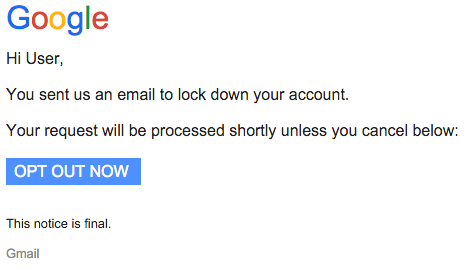 Google
Hi User,
You sent us an email to lock down your account.
Your request will be processed shortly unless you cancel below:
OPT OUT NOW
This notice is final.
Gmail